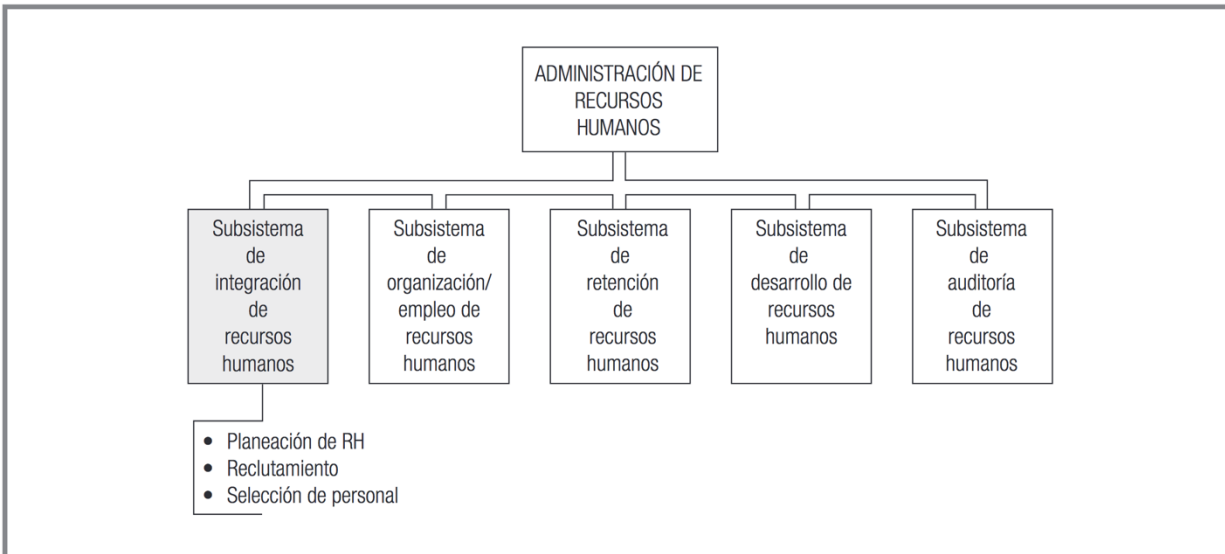 ADMINISTRACIÓN DE
RECURSOS
HUMANOS
Subsistema
de
integración
de
recursos
humanos
Subsistema
de
organización/
empleo de
recursos
humanos
Subsistema
de
retención
de
recursos
humanos
Subsistema
de
desarrollo de
recursos
humanos
Subsistema
de
auditoría
de
recursos
humanos
• Planeación de RH
• Reclutamiento
• Selección de personal